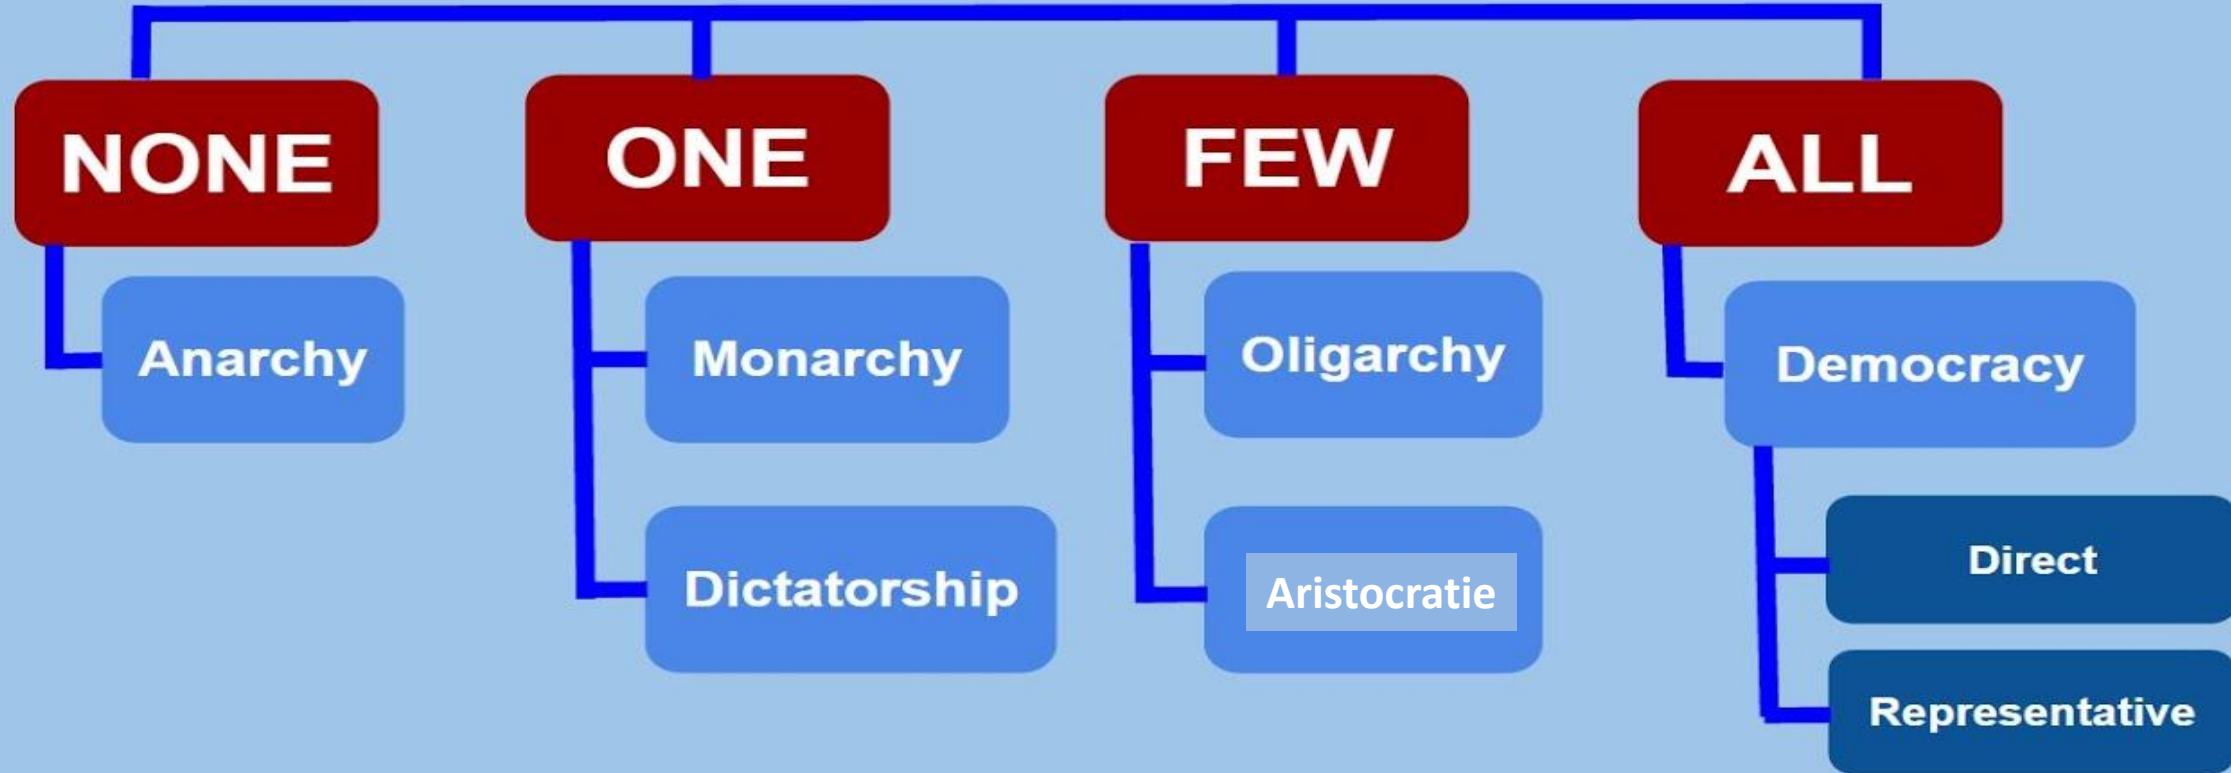 NONE
ONE
FEW
ALL
Anarchy
Monarchy
Oligarchy
Democracy
Dictatorship
Aristocratie
Direct
Representative